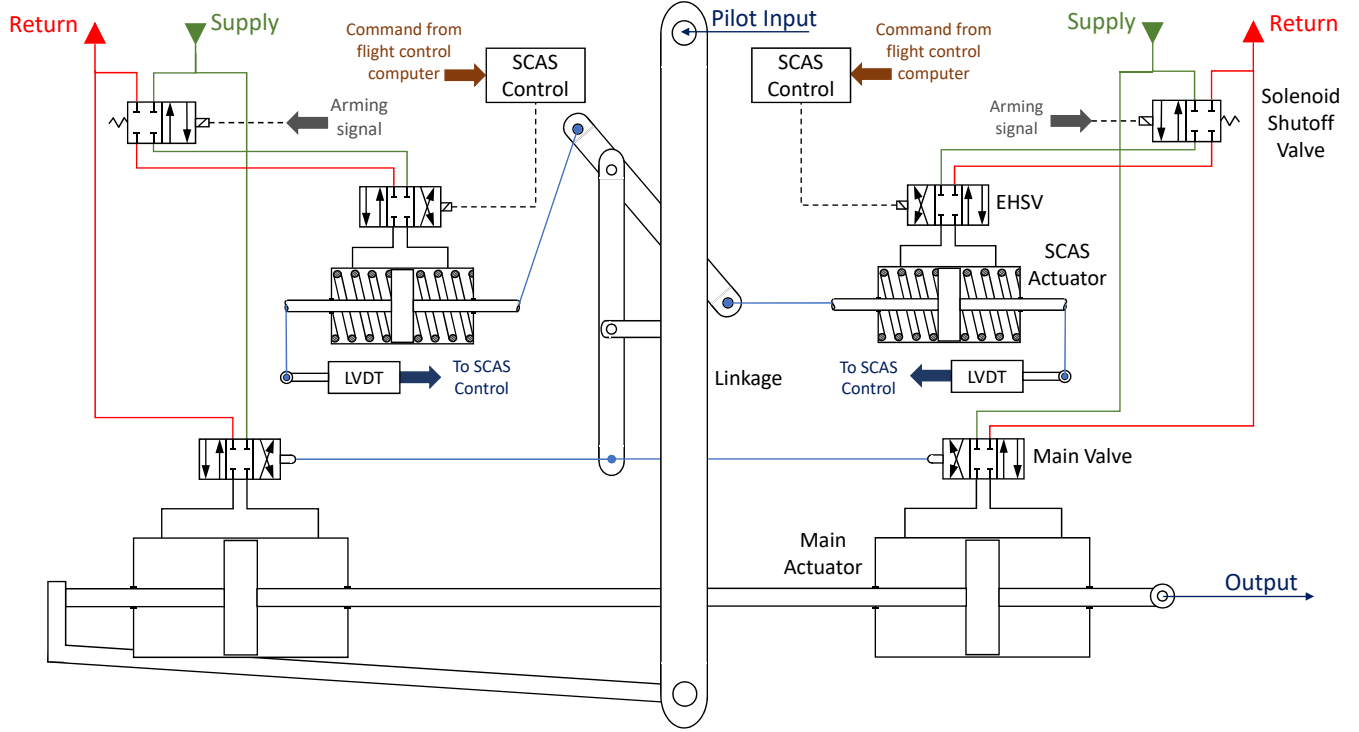 Return
Supply
Command from
flight control
computer
SCAS
Control
Pilot Input
SCAS
Control
Command from
flight control
computer
Supply
Return
Arming
signal
Arming
signal
Solenoid
Shutoff
Valve
EHSV
SCAS
Actuator
LVDT
To SCAS
Control
Linkage
To SCAS
Control
LVDT
Main Valve
Main
Actuator
Output